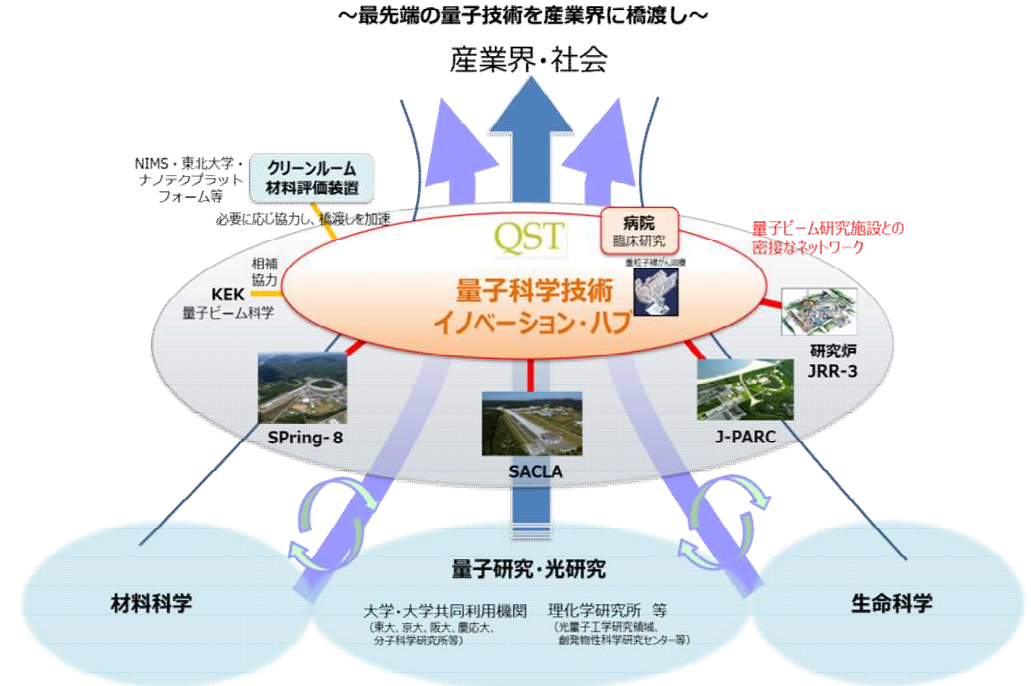 ～最先端の量子技術を産業界に橋渡し～
産業界･社会
NIMS・東北大学・
ナノテクプラット
フォーム等
クリーンルーム
材料評価装置
必要に応じ協力し、橋渡しを加速
QST
病院
臨床研究
重粒子線がん治療
量子ビーム研究施設との
密接なネットワーク
相補
協力
KEK
量子ビーム科学
量子科学技術
イノベーション・ハブ
研究炉
JRR-3
SPring-8
SACLA
J-PARC
材料科学
量子研究・光研究
大学・大学共同利用機関
（東大、京大、阪大、慶応大、
分子科学研究所等）
理化学研究所 等
（光量子工学研究領域、
創発物性科学研究センター等）
生命科学